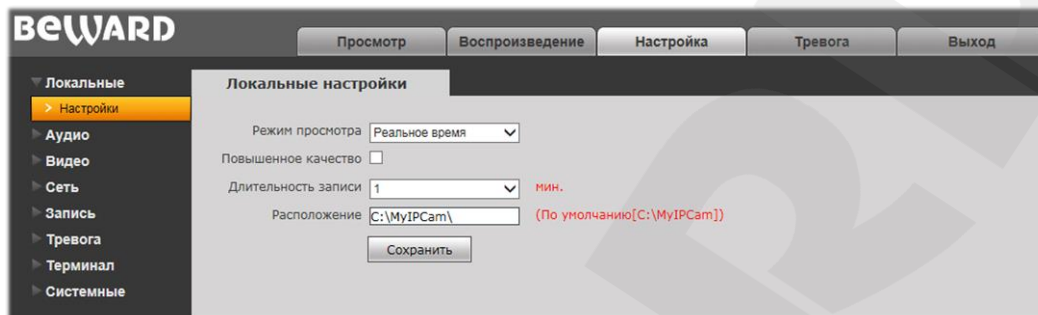 BEWARD
Просмотр Воспроизведение Настройка Тревога Выход
Локальные
> Настройки
Аудио
Видео
Сеть
Запись
Тревога
Терминал
Системные
Локальные настройки
Режим просмотра Реальное время
Повышенное качество
Длительность записи 1 мин.
Расположение C:\MyIPCam\ (По умолчанию[C:\MyIPCam])
Сохранить